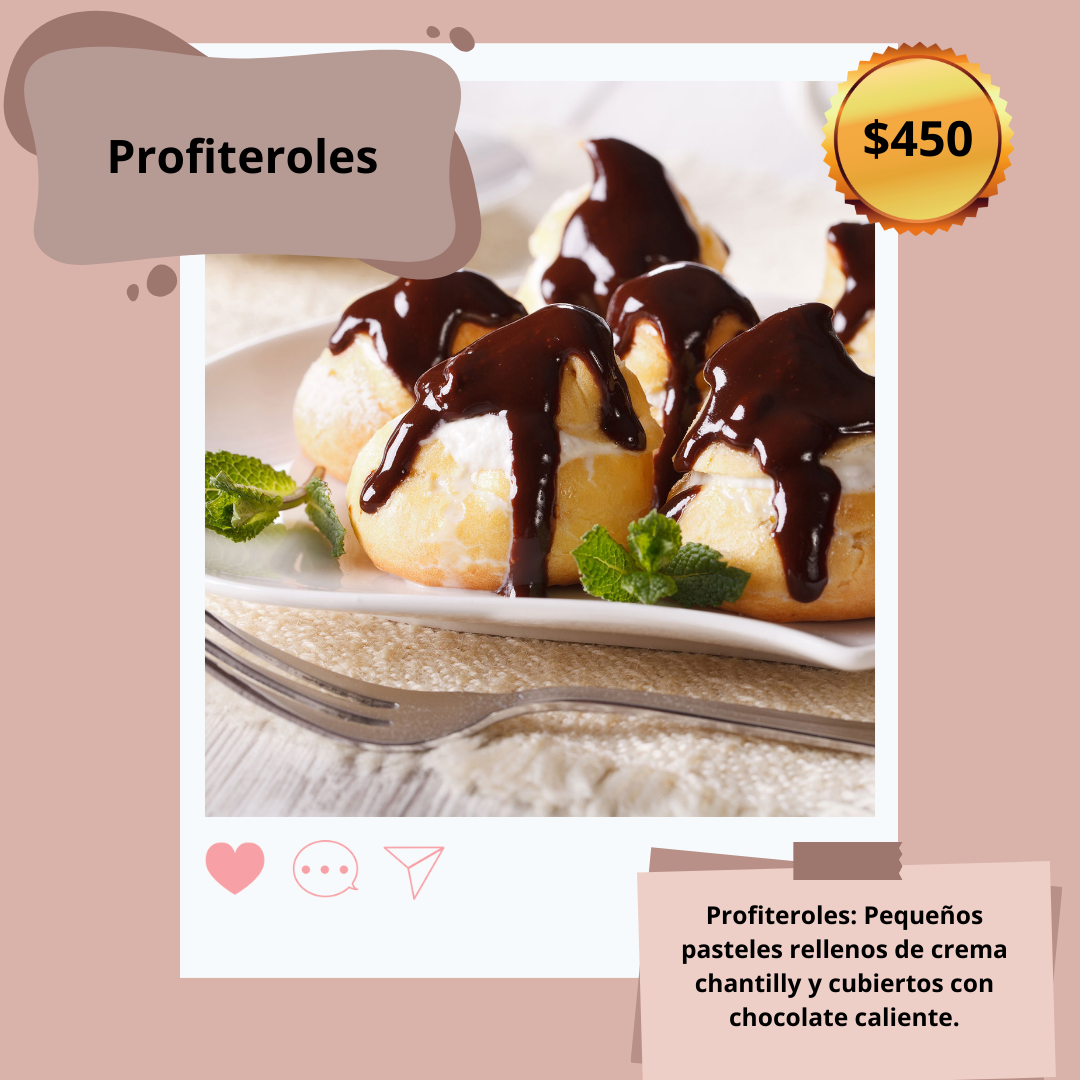 Profiteroles
$450
Profiteroles: Pequeños
pasteles rellenos de crema
chantilly y cubiertos con
chocolate caliente.